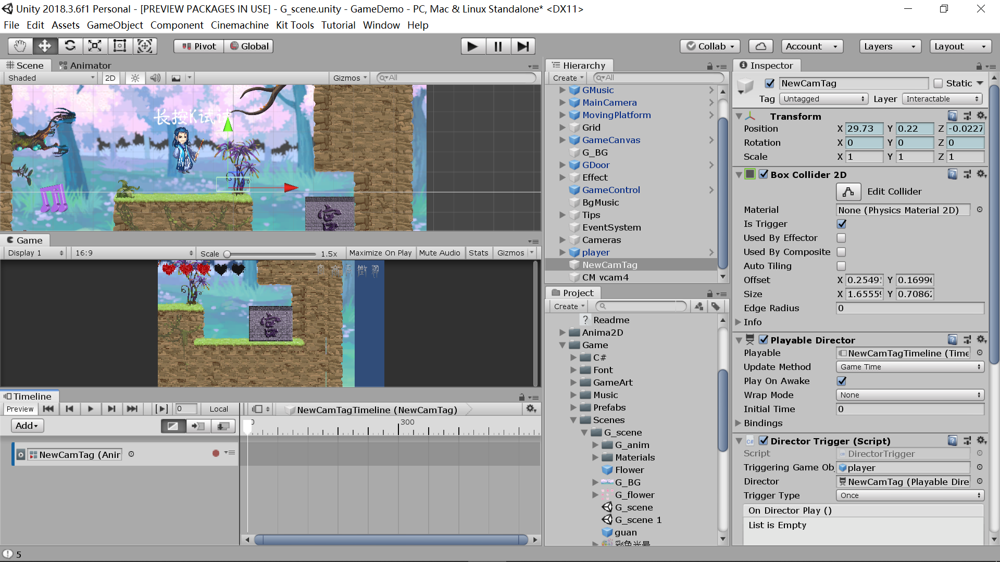 Unity 2018.3.6f1 Personal - [PREVIEW PACKAGES IN USE] - G_scene.unity - GameDemo - PC, Mac & Linux Standalone* <DX11>
File Edit Assets GameObject Component Cinemachine Kit Tools Tutorial Window Help
Pivot Global Collab Account Layers Layout
Scene Animator
Shaded 2D Gizmos All
长按K试试
Game
Display 1 16:9 Scale 1.5x Maximize On Play Mute Audio Stats Gizmos
宫
Timeline
Preview 0 Local NewCamTagTimeline (NewCamTag)
Add 0 300
NewCamTag (Anir
5
Hierarchy
Create All
GMusic
MainCamera
MovingPlatform
Grid
GameCanvas
G_BG
GDoor
Effect
GameControl
BgMusic
Tips
EventSystem
Cameras
player
NewCamTag
CM vcam4
Project
Create
Readme
Anima2D
Game
C#
Font
GameArt
Music
Prefabs
Scenes
G_scene
G_anim
Materials
Flower
G_BG
G_flower
G_scene
G_scene 1
guan
彩色光晕
Inspector
NewCamTag Static
Tag Untagged Layer Interactable
Transform
Position X 29.73 Y 0.22 Z -0.0227
Rotation X 0 Y 0 Z 0
Scale X 1 Y 1 Z 1
Box Collider 2D
Edit Collider
Material None (Physics Material 2D)
Is Trigger
Used By Effector
Used By Composite
Auto Tiling
Offset X 0.2549 Y 0.1699
Size X 1.6555 Y 0.7086
Edge Radius 0
Info
Playable Director
Playable NewCamTagTimeline (Time
Update Method Game Time
Play On Awake
Wrap Mode None
Initial Time 0
Bindings
Director Trigger (Script)
Script DirectorTrigger
Triggering Game Ob player
Director NewCamTag (Playable Dire
Trigger Type Once
On Director Play ()
List is Empty